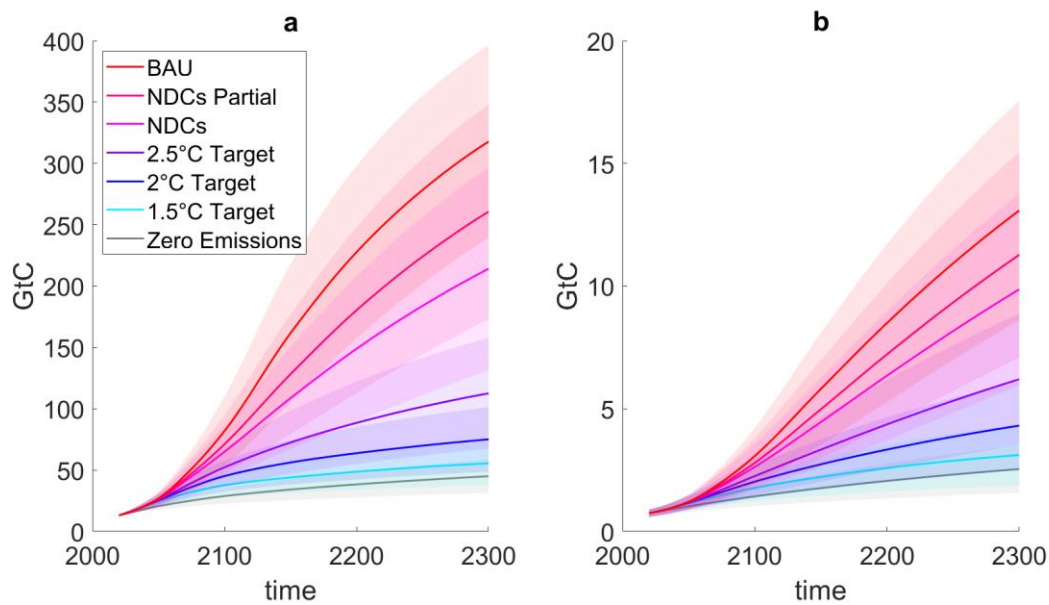 a
GtC
400
350
300
250
200
150
100
50
0
BAU
NDCs Partial
NDCs
2.5°C Target
2°C Target
1.5°C Target
Zero Emissions
2000
2100
2200
2300
time
b
GtC
20
15
10
5
0
2000
2100
2200
2300
time